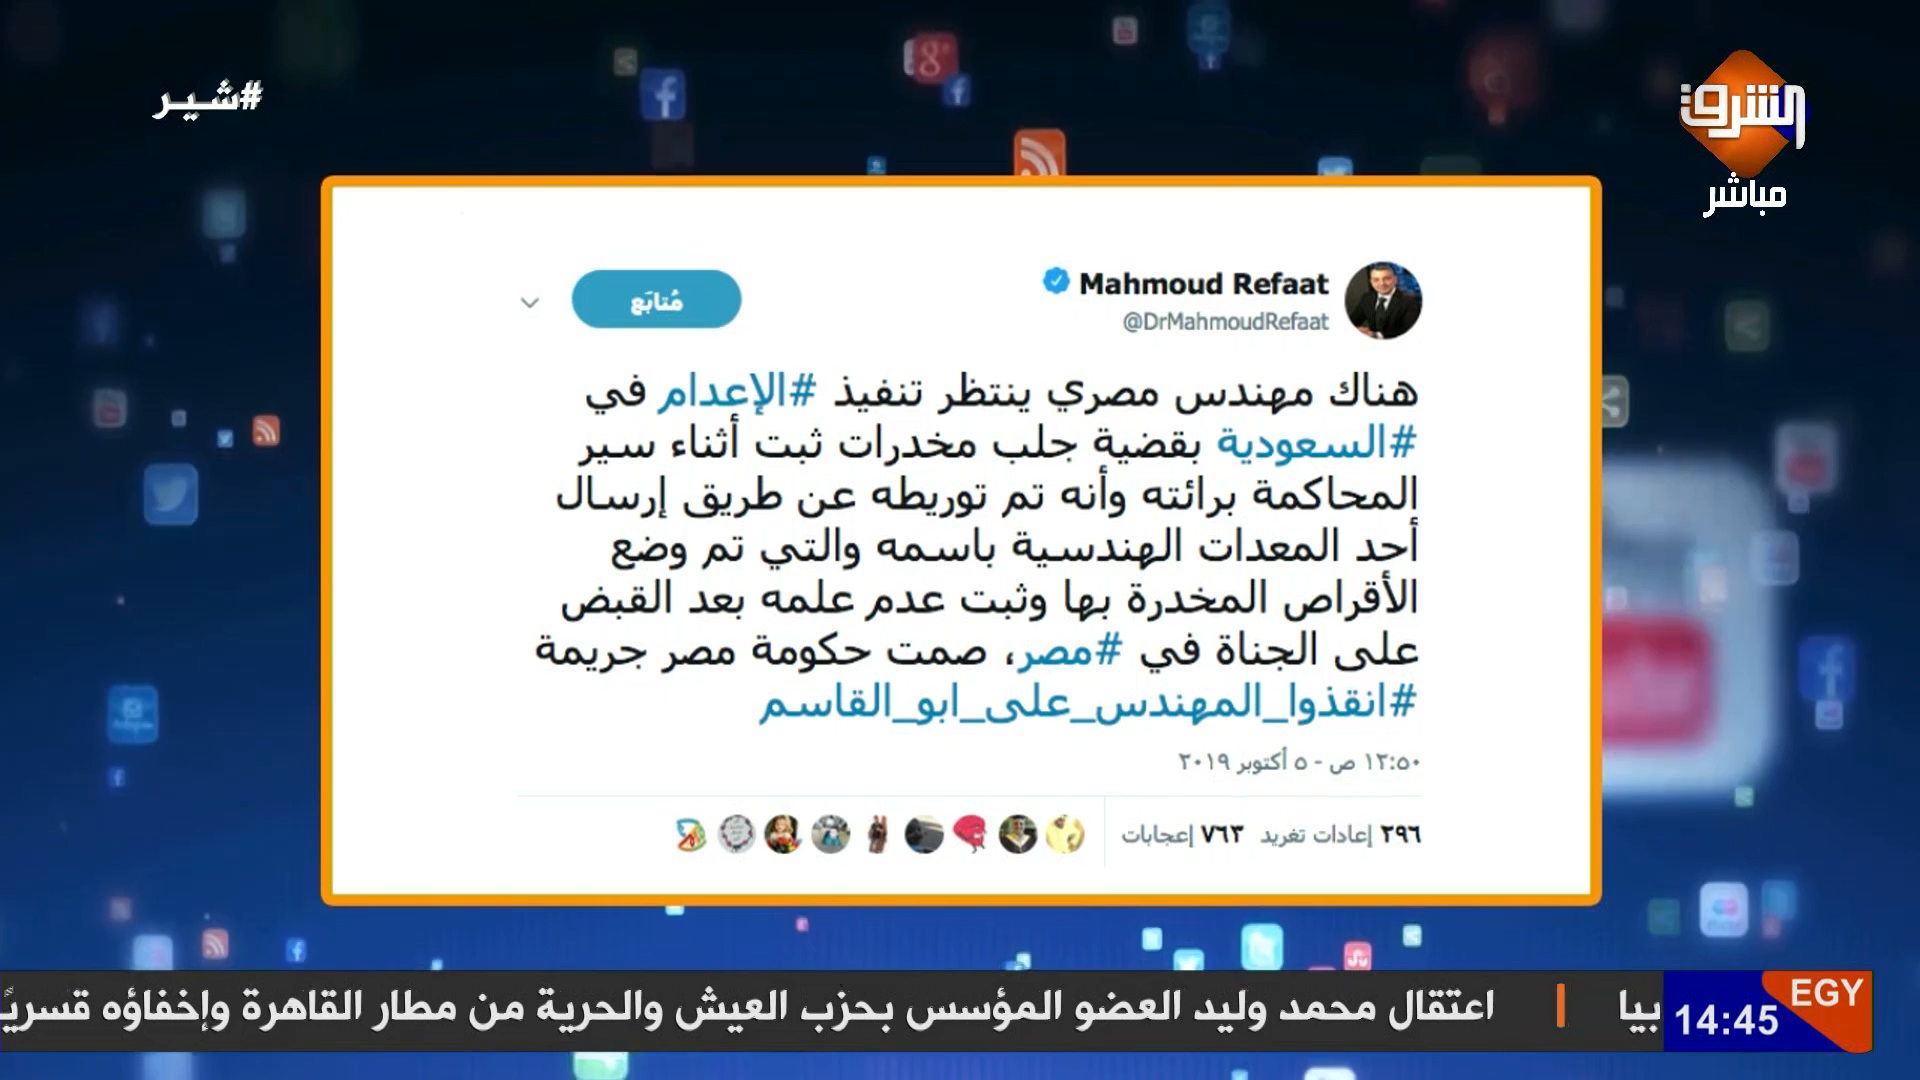 #شير
الشرق
مباشر
Mahmoud Refaat
@DrMahmoudRefaat
مُتابَع
هناك مهندس مصري ينتظر تنفيذ #الإعدام في
#السعودية بقضية جلب مخدرات ثبت أثناء سير
المحاكمة برائته وأنه تم توريطه عن طريق إرسال
أحد المعدات الهندسية باسمه والتي تم وضع
الأقراص المخدرة بها وثبت عدم علمه بعد القبض
على الجناة في #مصر، صمت حكومة مصر جريمة
#انقذوا_المهندس_على_ابو_القاسم
١٢:٥٠ ص - ٥ أكتوبر ٢٠١٩
٢٩٦ إعادات تغريد ٧٦٣ إعجابات
بيا | اعتقال محمد وليد العضو المؤسس بحزب العيش والحرية من مطار القاهرة وإخفاؤه قسريًا
EGY
14:45